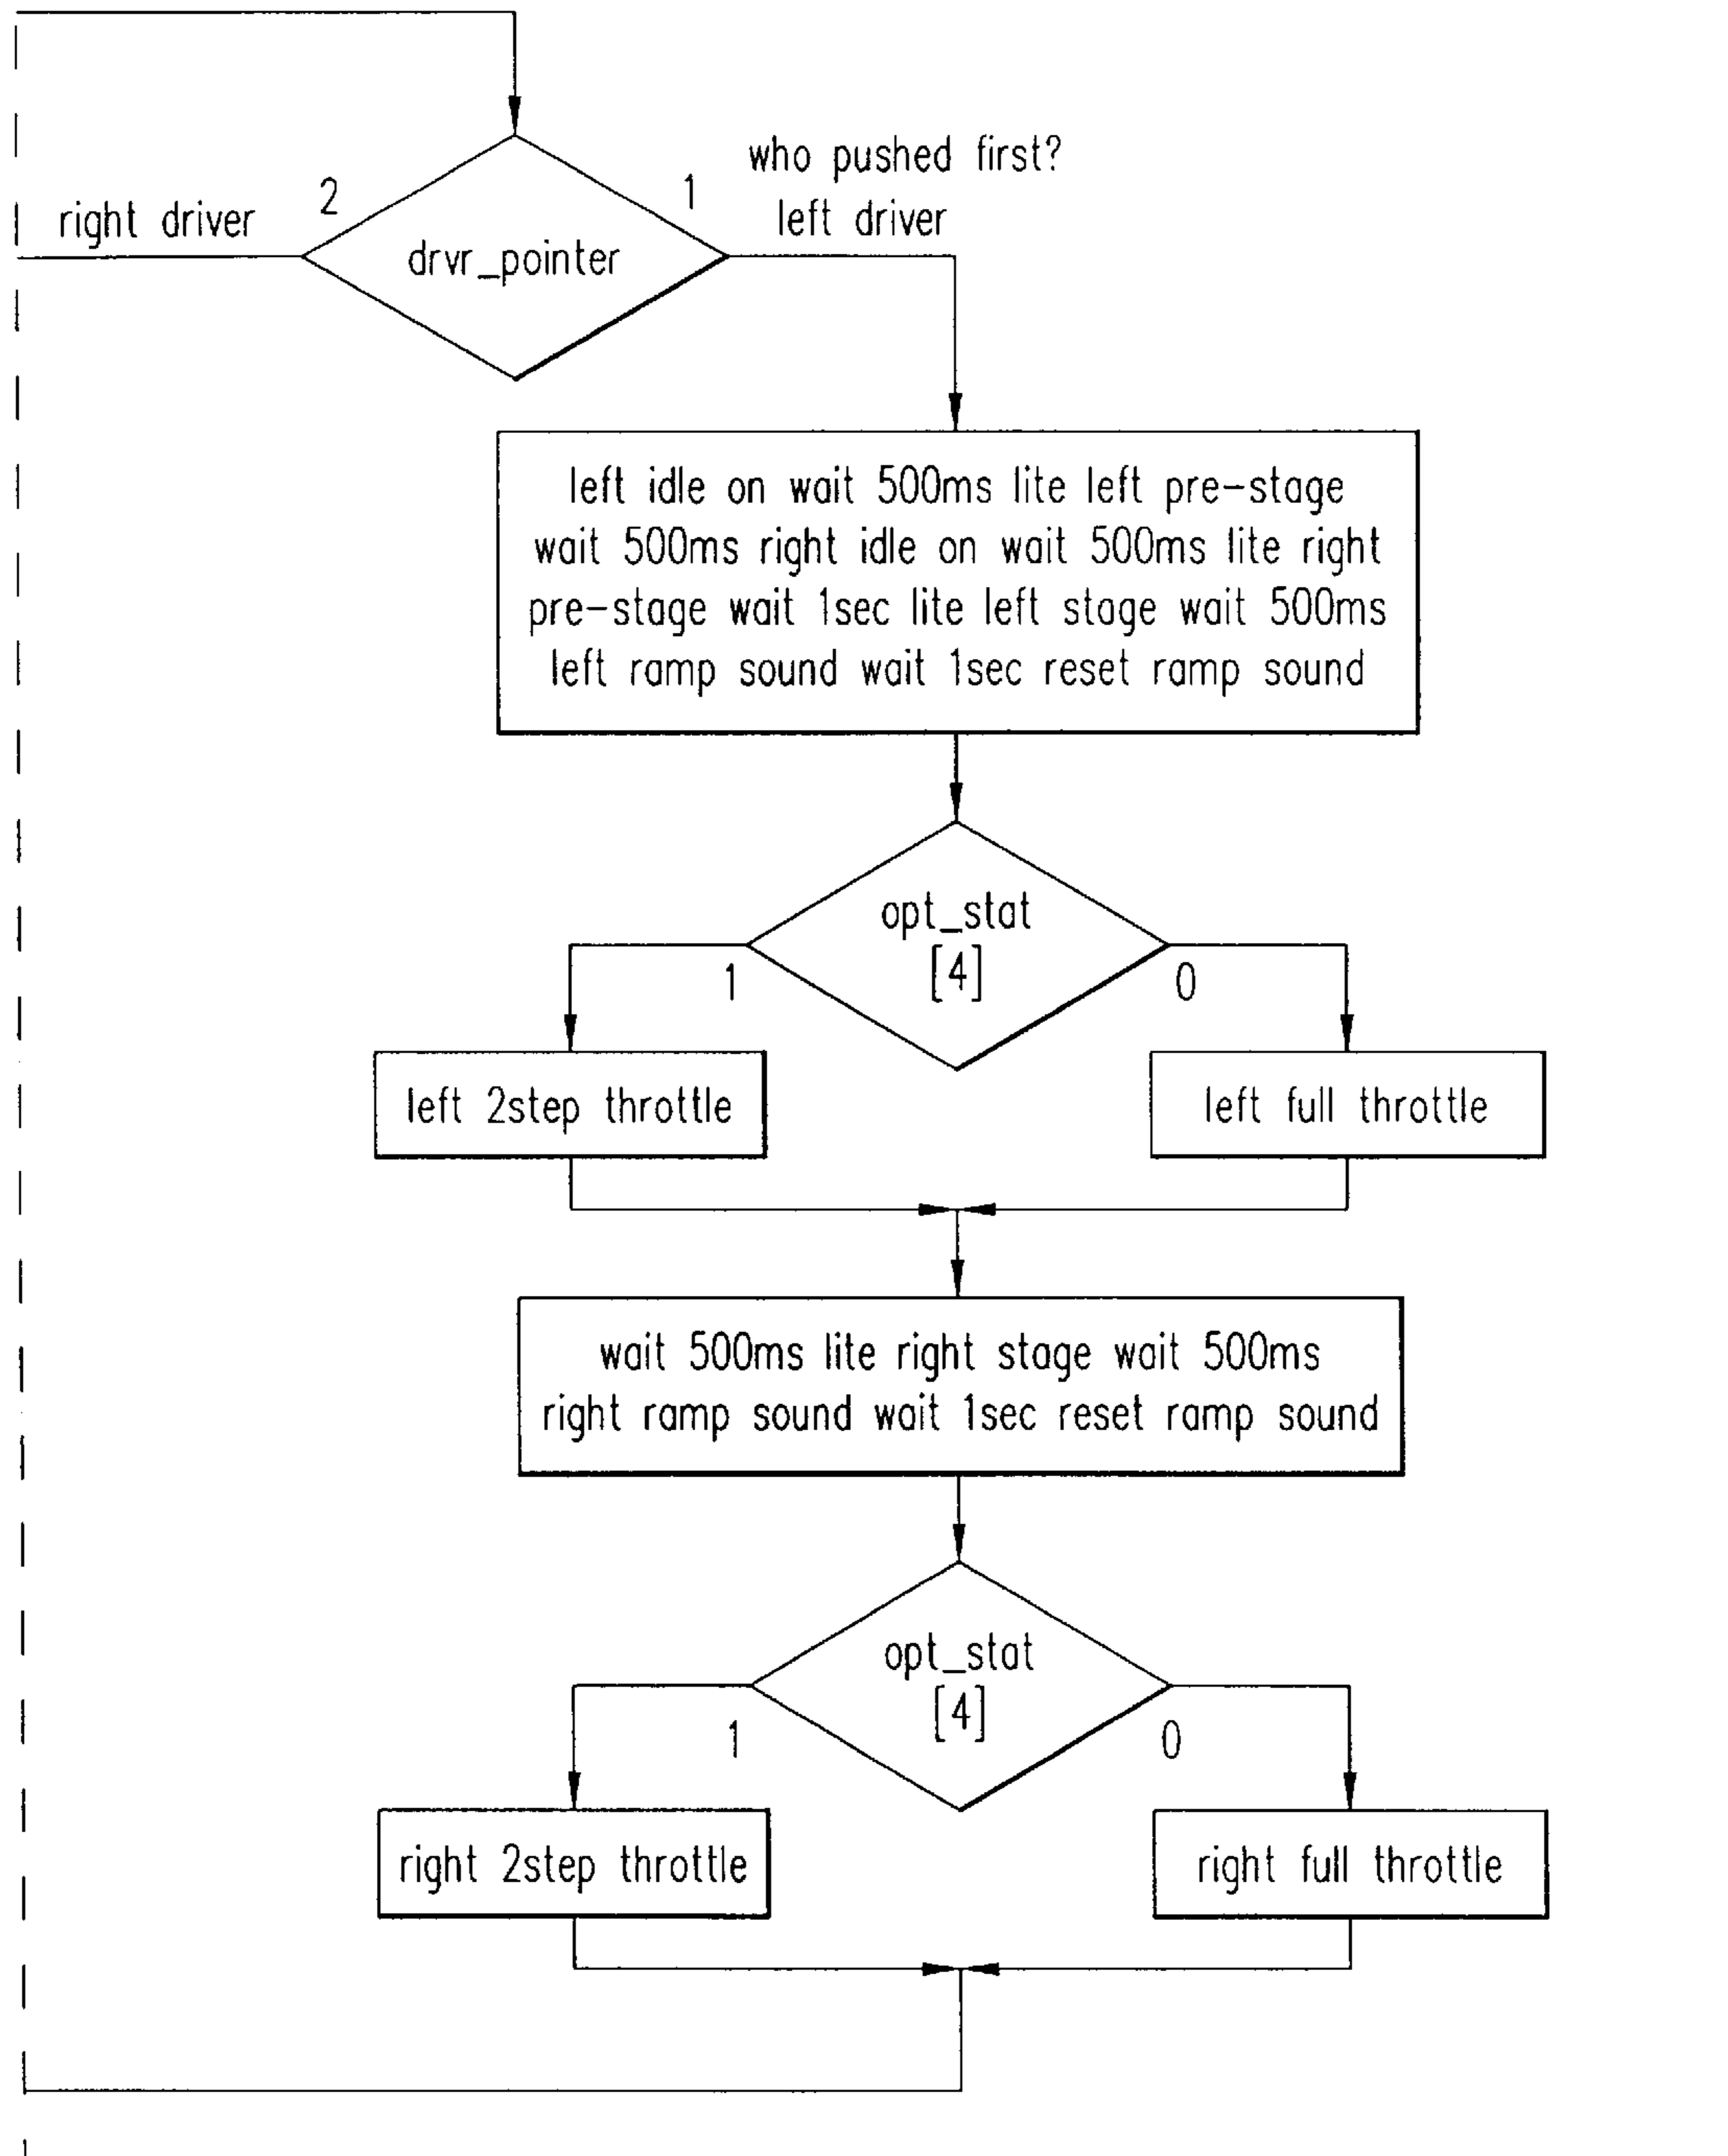 who pushed first?
2
1
right driver
left driver
drvr_pointer
left idle on wait 500ms lite left pre-stage
wait 500ms right idle on wait 500ms lite right
pre-stage wait 1sec lite left stage wait 500ms
left ramp sound wait 1sec reset ramp sound
opt_stat
[4]
1
0
left 2step throttle
left full throttle
wait 500ms lite right stage wait 500ms
right ramp sound wait 1sec reset ramp sound
opt_stat
[4]
1
0
right 2step throttle
right full throttle